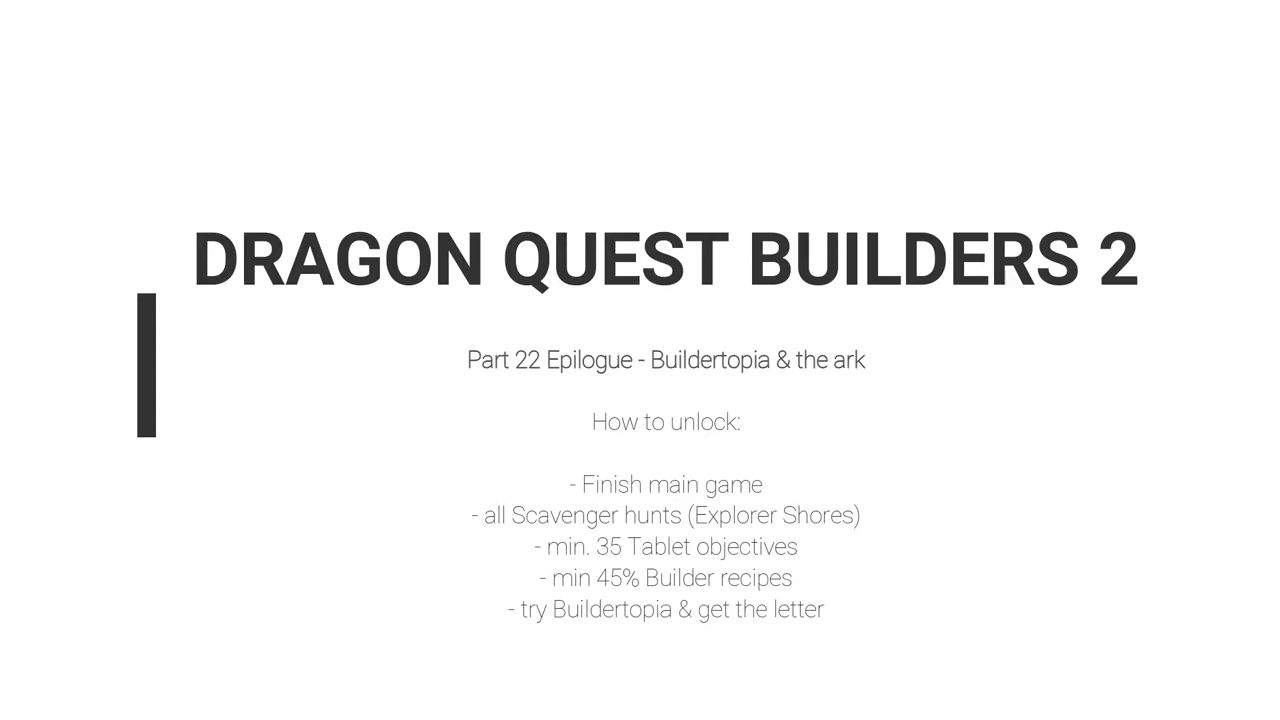 DRAGON QUEST BUILDERS 2
Part 22 Epilogue - Buildertopia & the ark
How to unlock:
- Finish main game
- all Scavenger hunts (Explorer Shores)
- min. 35 Tablet objectives
- min 45% Builder recipes
- try Buildertopia & get the letter